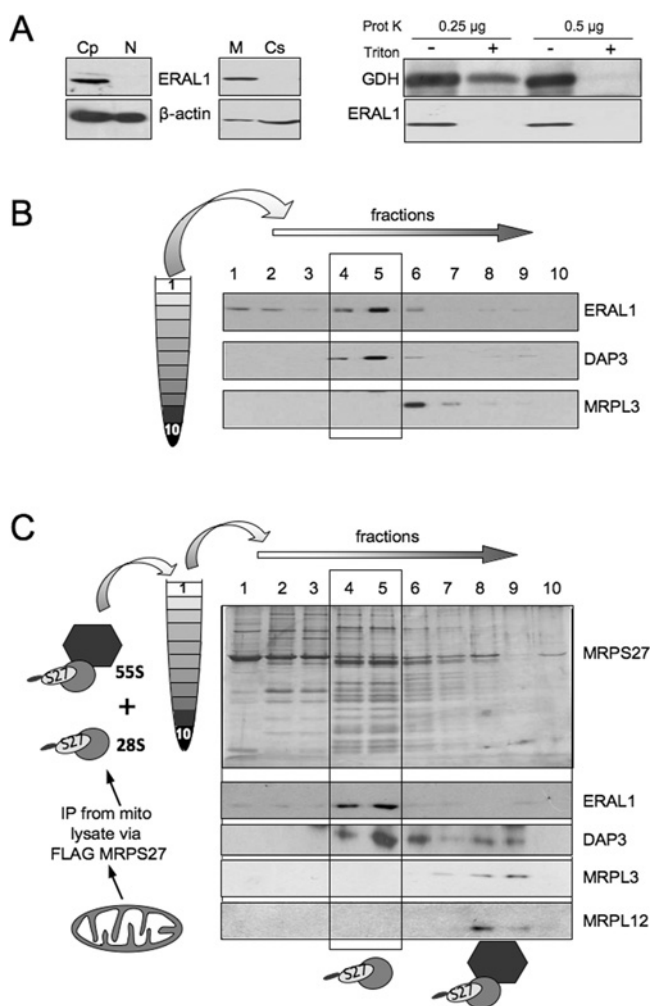 A
Cp N
ERAL1
β-actin
M Cs
Prot K 0.25 µg 0.5 µg
Triton - + - +
GDH
ERAL1
B
fractions
1 2 3 4 5 6 7 8 9 10
1
10
ERAL1
DAP3
MRPL3
C
fractions
1 2 3 4 5 6 7 8 9 10
1
10
S27
55S
+
S27
28S
IP from mito
lysate via
FLAG MRPS27
MRPS27
ERAL1
DAP3
MRPL3
MRPL12
S27
S27